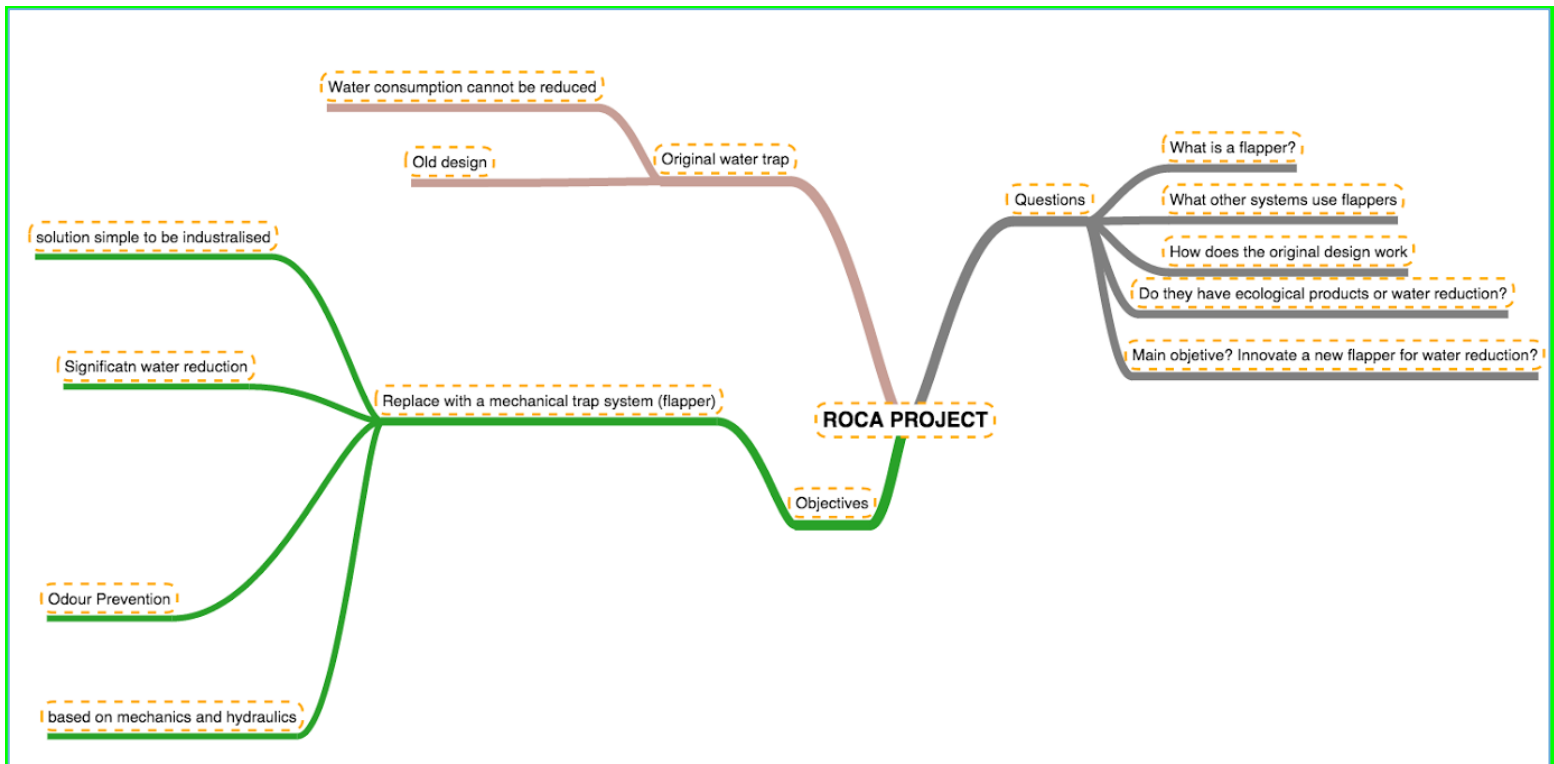 Water consumption cannot be reduced
Old design
Original water trap
What is a flapper?
Questions
What other systems use flappers
How does the original design work
Do they have ecological products or water reduction?
Main objetive? Innovate a new flapper for water reduction?
solution simple to be industralised
Significatn water reduction
Replace with a mechanical trap system (flapper)
ROCA PROJECT
Objectives
Odour Prevention
based on mechanics and hydraulics